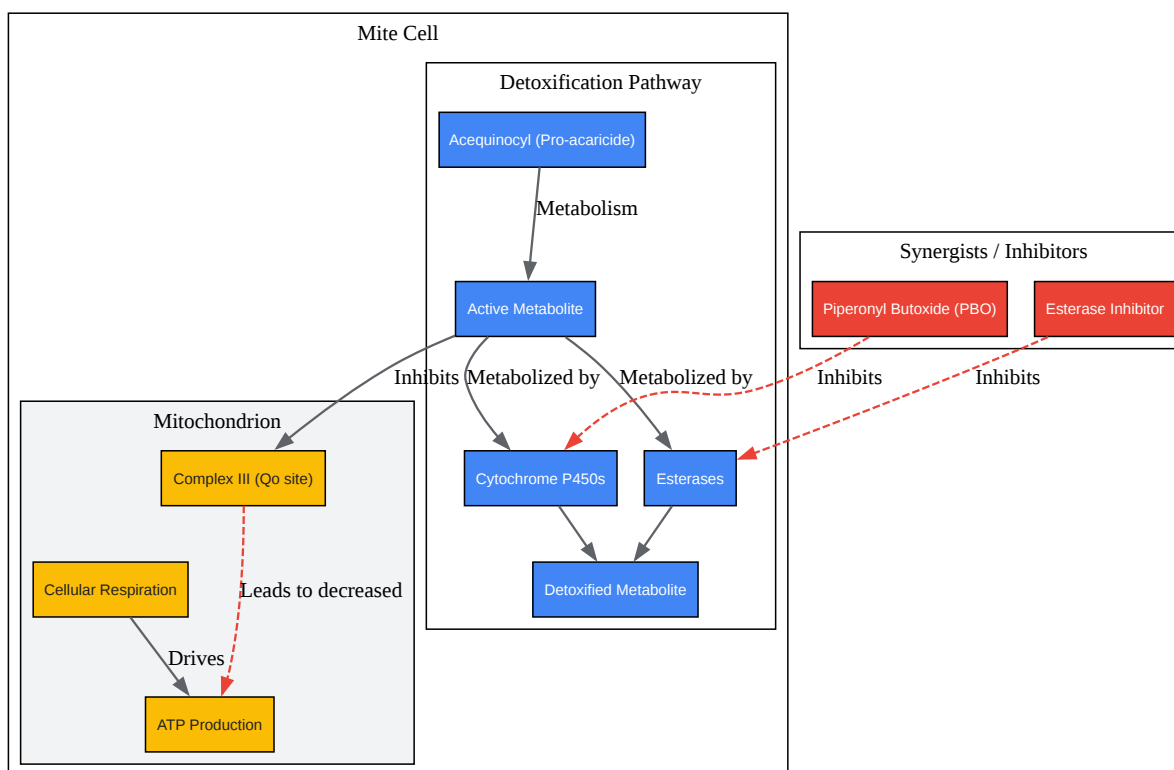 Mite Cell
Detoxification Pathway
Acequinocyl (Pro-acaricide)
Metabolism
Synergists / Inhibitors
Active Metabolite
Piperonyl Butoxide (PBO)
Esterase Inhibitor
Inhibits
Metabolized by
Metabolized by
Inhibits
Inhibits
Mitochondrion
Complex III (Qo site)
Cytochrome P450s
Esterases
Cellular Respiration
Leads to decreased
Detoxified Metabolite
Drives
ATP Production